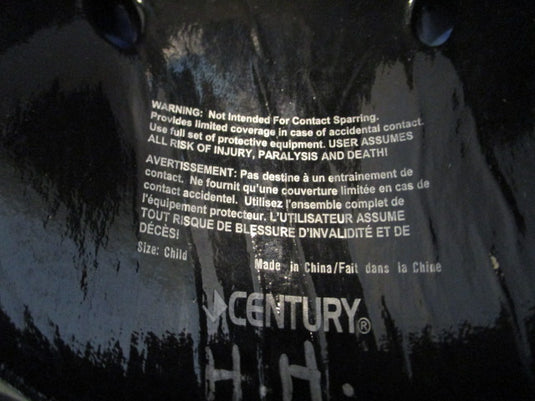 WARNING: Not Intended For Contact Sparring.
Provides limited coverage in case of accidental contact.
Use full set of protective equipment. USER ASSUMES
ALL RISK OF INJURY, PARALYSIS AND DEATH!
AVERTISSEMENT: Pas destine à un entrainement de
contact. Ne fournit qu'une couverture limitée en cas de
contact accidentel. Utilisez l'ensemble complet de
l'équipement protecteur. L'UTILISATEUR ASSUME
TOUT RISQUE DE BLESSURE D'INVALIDITÉ ET DE
DÉCÈS!
Size: Child
Made in China/Fait dans la Chine
CENTURY®
H.H.